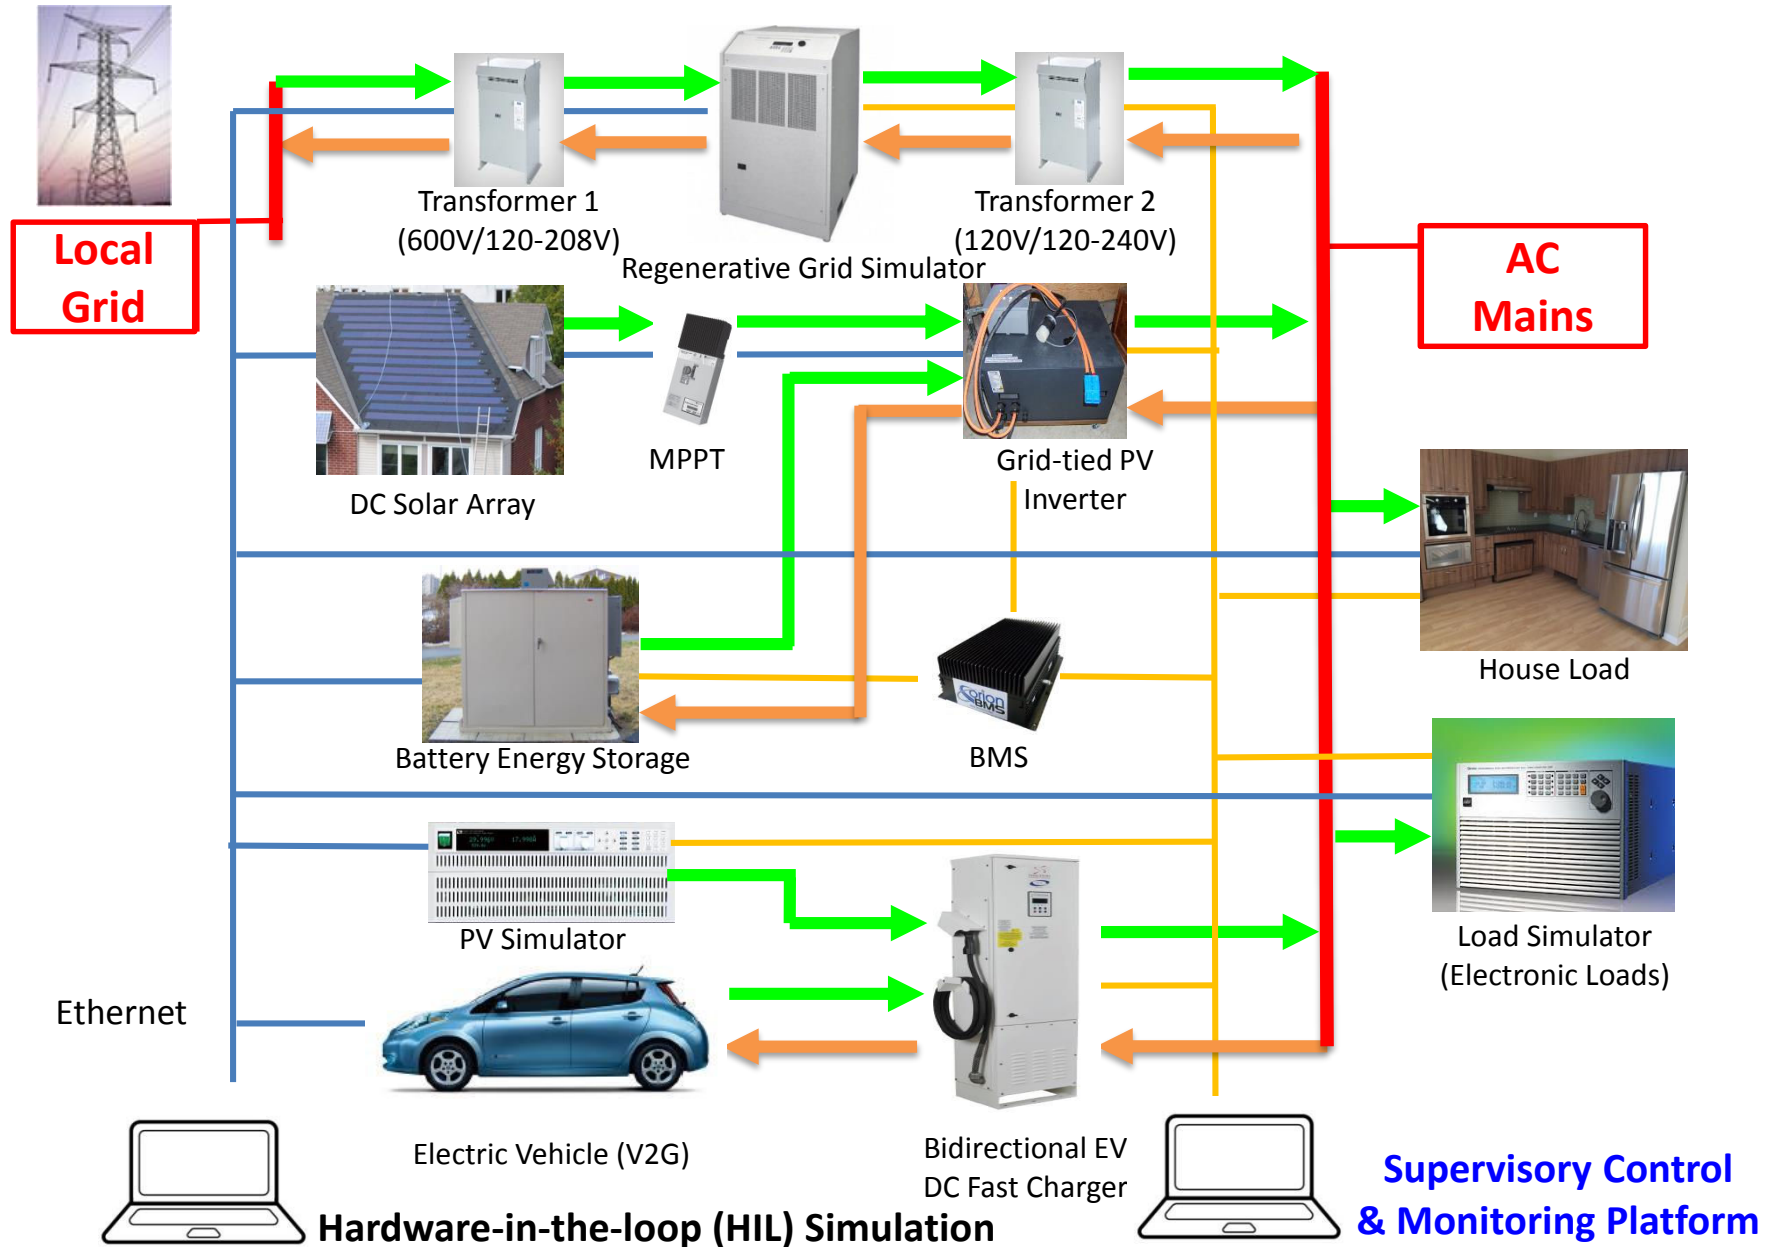 Local
Grid
Transformer 1
(600V/120-208V)
Regenerative Grid Simulator
Transformer 2
(120V/120-240V)
AC
Mains
DC Solar Array
MPPT
Grid-tied PV
Inverter
House Load
Battery Energy Storage
orion
BMS
BMS
PV Simulator
Load Simulator
(Electronic Loads)
Ethernet
Electric Vehicle (V2G)
Bidirectional EV
DC Fast Charger
Hardware-in-the-loop (HIL) Simulation
Supervisory Control
& Monitoring Platform